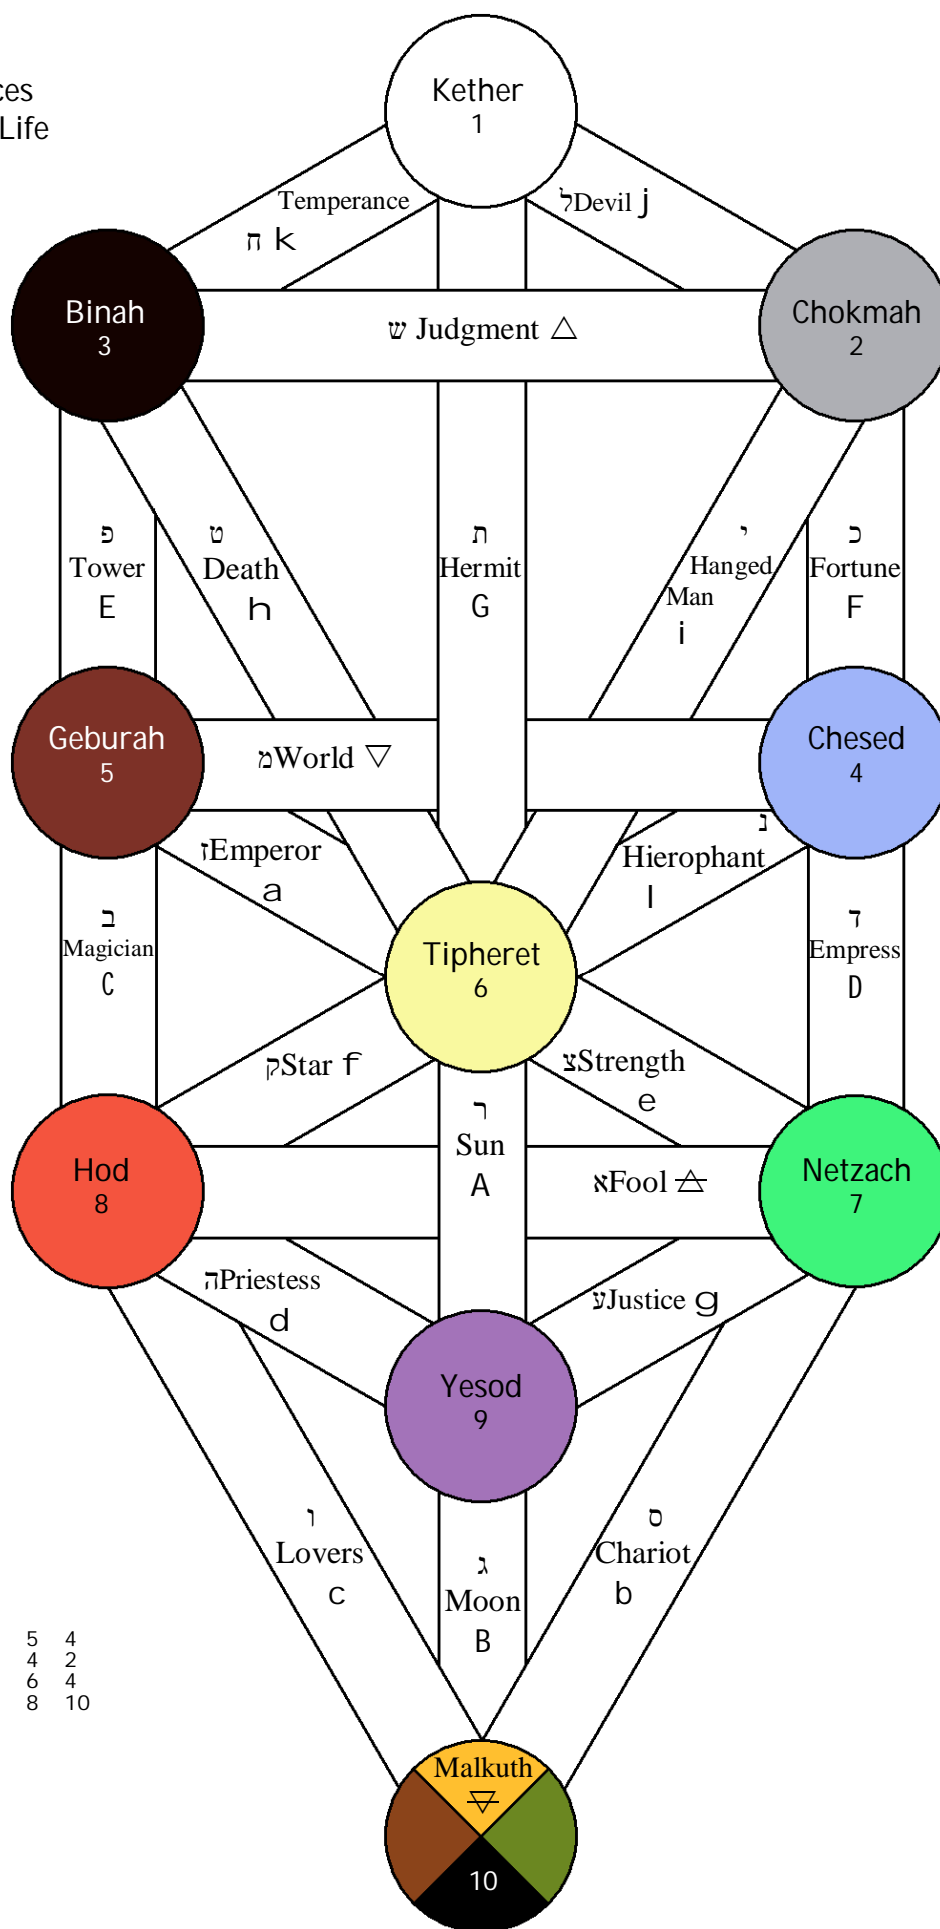 ces
Life
Kether
1
Temperance
ח k
לDevil j
Binah
3
ש Judgment △
Chokmah
2
פ
Tower
E
ט
Death
h
ת
Hermit
G
י
Hanged
Man
i
כ
Fortune
F
Geburah
5
מWorld ▽
Chesed
4
זEmperor
a
נ
Hierophant
l
ב
Magician
C
Tipheret
6
ד
Empress
D
קStar f
צStrength
e
ר
Sun
A
Hod
8
אFool 🜁
Netzach
7
הPriestess
d
עJustice g
Yesod
9
ו
Lovers
c
ג
Moon
B
ס
Chariot
b
5 4
4 2
6 4
8 10
Malkuth
🜃
10